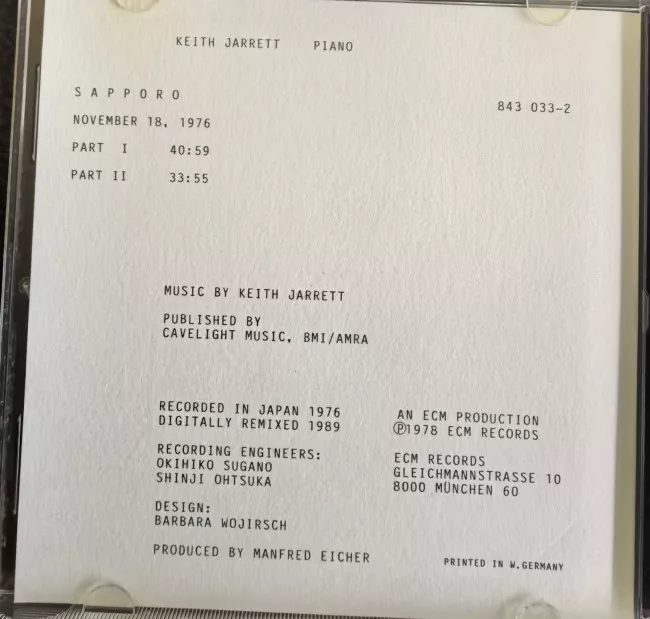 KEITH JARRETT PIANO
SAPPORO
843 033-2
NOVEMBER 18. 1976
PART I 40:59
PART II 33:55
MUSIC BY KEITH JARRETT
PUBLISHED BY
CAVELIGHT MUSIC, BMI/AMRA
RECORDED IN JAPAN 1976
DIGITALLY REMIXED 1989
RECORDING ENGINEERS:
OKIHIKO SUGANO
SHINJI OHTSUKA
DESIGN:
BARBARA WOJIRSCH
PRODUCED BY MANFRED EICHER
AN ECM PRODUCTION
Ⓟ1978 ECM RECORDS
ECM RECORDS
GLEICHMANNSTRASSE 10
8000 MÜNCHEN 60
PRINTED IN W.GERMANY